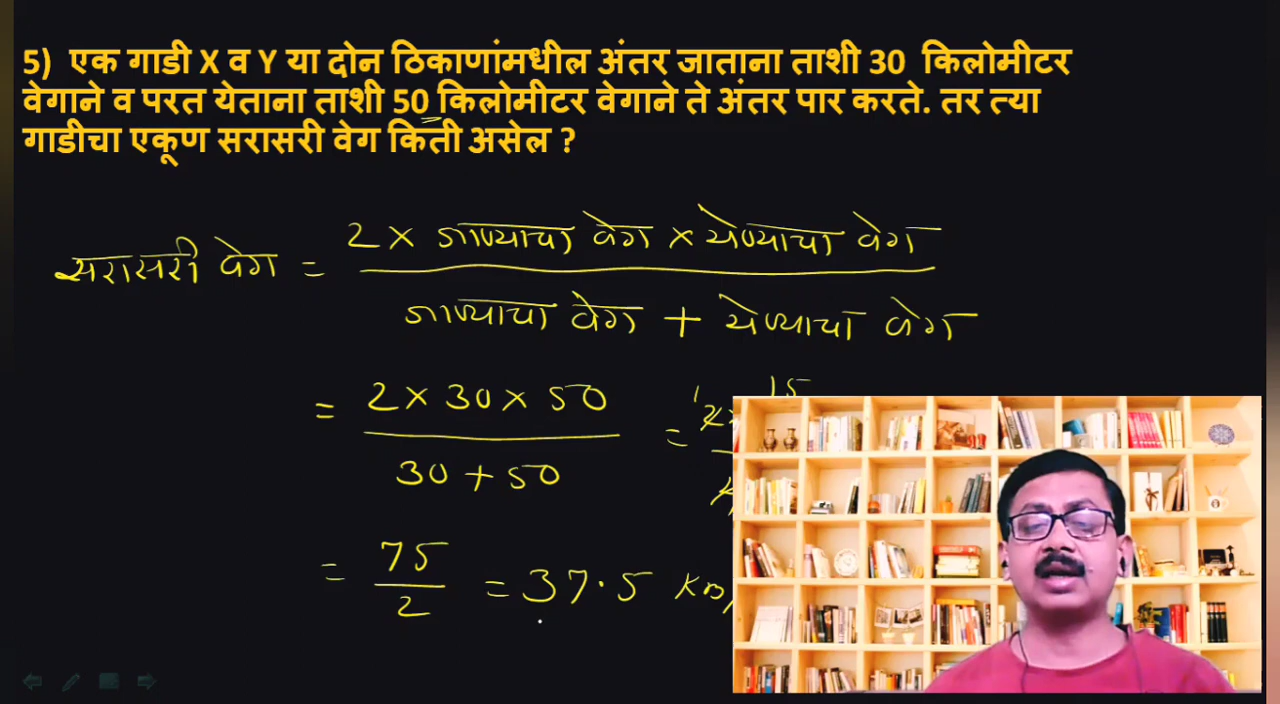 5) एक गाडी X व Y या दोन ठिकाणांमधील अंतर जाताना ताशी 30 किलोमीटर
वेगाने व परत येताना ताशी 50 किलोमीटर वेगाने ते अंतर पार करते. तर त्या
गाडीचा एकूण सरासरी वेग किती असेल ?
सरासरी वेग = 2 × जाण्याचा वेग × येण्याचा वेग
जाण्याचा वेग + येण्याचा वेग
= 2 × 30 × 50
30 + 50
= 75
2
= 37.5